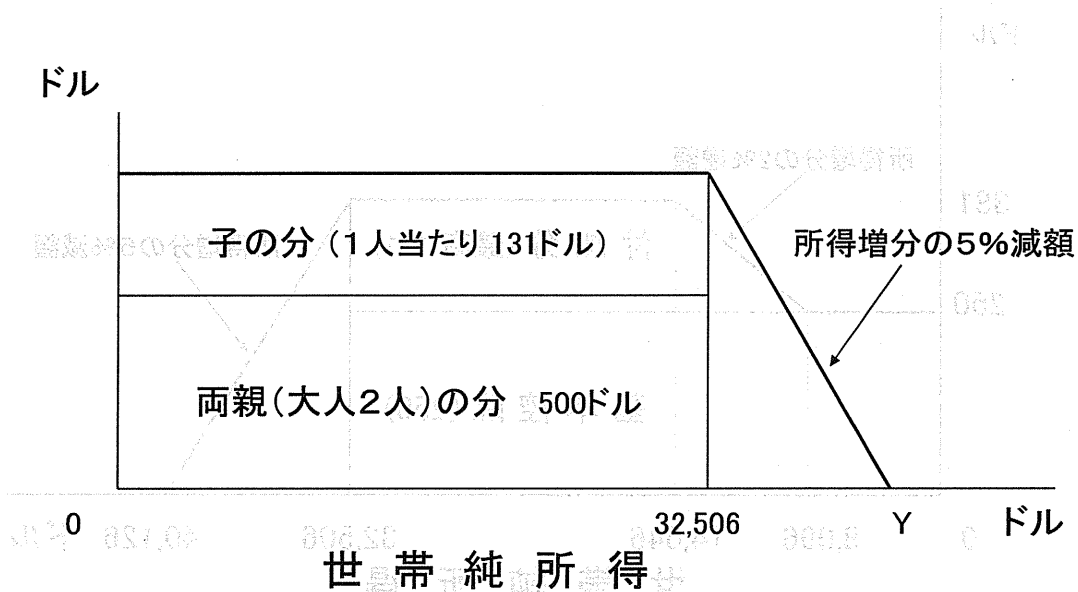 ドル
子の分（1人当たり 131ドル）
所得増分の5％減額
両親（大人2人）の分 500ドル
0 32,506 Y ドル
世帯純所得